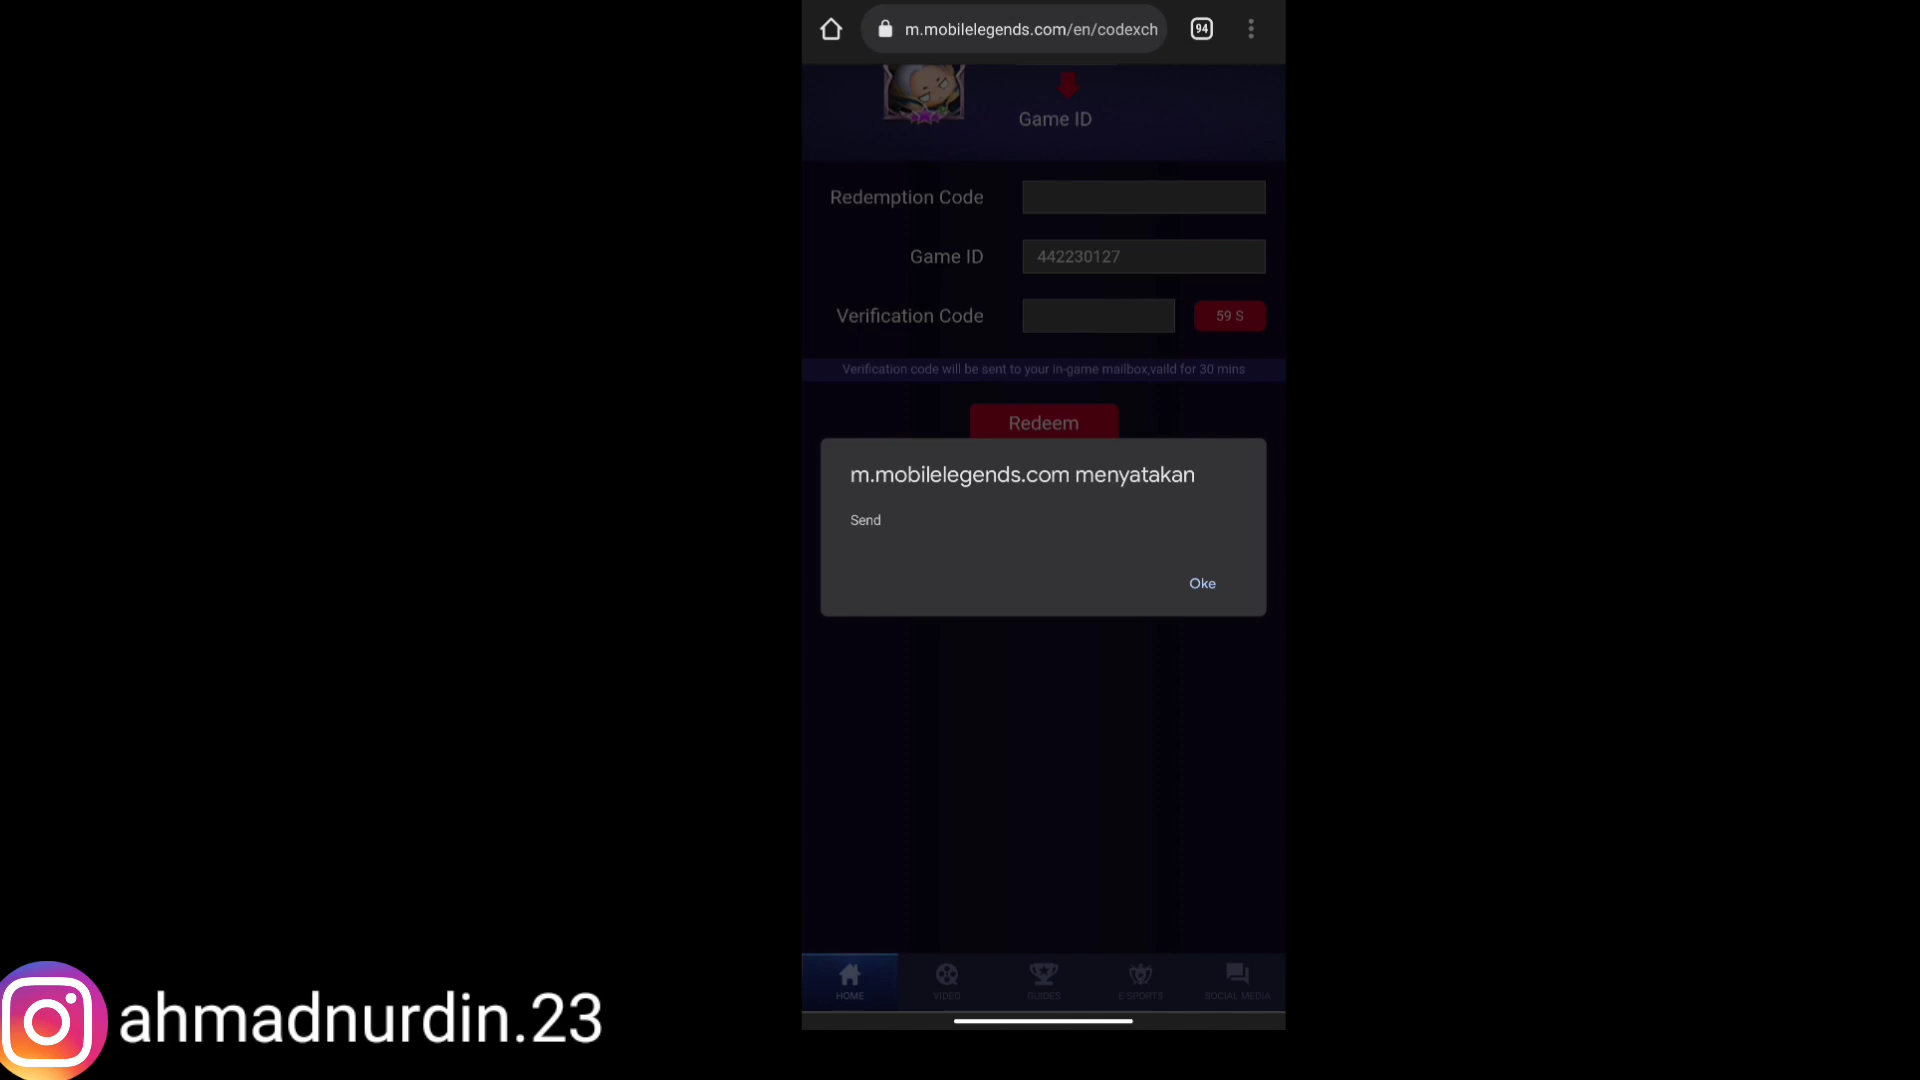 m.mobilelegends.com/en/codexch
94
Game ID
Redemption Code
Game ID
442230127
Verification Code
59 S
Verification code will be sent to your in-game mailbox,vaild for 30 mins
Redeem
m.mobilelegends.com menyatakan
Send
Oke
HOME
VIDEO
GUIDES
E-SPORTS
SOCIAL MEDIA
ahmadnurdin.23